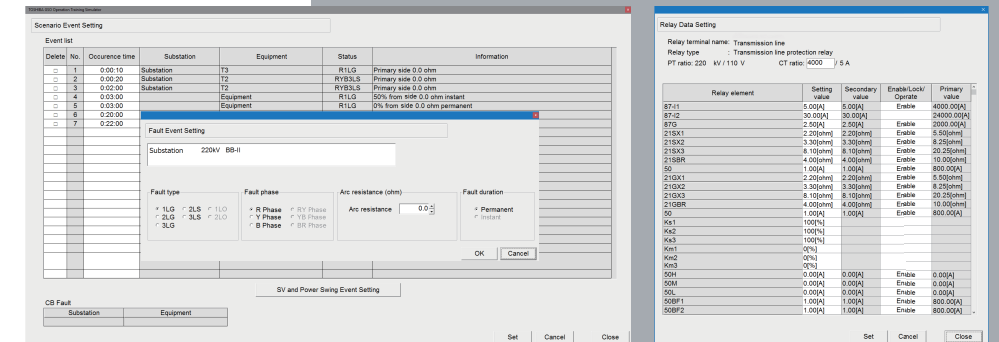 TOSHIBA GSO Operation Training Simulator
Scenario Event Setting
Event list
Delete No. Occurence time Substation Equipment Status Information
1 0:00:10 Substation T3 R1LG Primary side 0.0 ohm
2 0:00:20 Substation T2 RYB3LS Primary side 0.0 ohm
3 0:02:00 Substation T2 RYB3LS Primary side 0.0 ohm
4 0:03:00 Equipment R1LG 50% from side 0.0 ohm instant
5 0:03:00 Equipment R1LG 0% from side 0.0 ohm permanent
6 0:20:00
7 0:22:00
Fault Event Setting
Substation 220kV BB-II
Fault type Fault phase Arc resistance (ohm) Fault duration
1LG 2LS 1LO R Phase RY Phase Arc resistance 0.0 Permanent
2LG 3LS 2LO Y Phase YB Phase Instant
3LG B Phase BR Phase
OK Cancel
SV and Power Swing Event Setting
CB Fault
Substation Equipment
Set Cancel Close
Relay Data Setting
Relay terminal name: Transmission line
Relay type : Transmission line protection relay
PT ratio: 220 kV / 110 V CT ratio: 4000 / 5 A
Relay element Setting value Secondary value Enable/Lock/ Oprate Primary value
87-I1 5.00[A] 5.00[A] Enable 4000.00[A]
87-I2 30.00[A] 30.00[A] 24000.00[A]
87G 2.50[A] 2.50[A] Enable 2000.00[A]
21SX1 2.20[ohm] 2.20[ohm] Enable 5.50[ohm]
21SX2 3.30[ohm] 3.30[ohm] Enable 8.25[ohm]
21SX3 8.10[ohm] 8.10[ohm] Enable 20.25[ohm]
21SBR 4.00[ohm] 4.00[ohm] Enable 10.00[ohm]
50 1.00[A] 1.00[A] Enable 800.00[A]
21GX1 2.20[ohm] 2.20[ohm] Enable 5.50[ohm]
21GX2 3.30[ohm] 3.30[ohm] Enable 8.25[ohm]
21GX3 8.10[ohm] 8.10[ohm] Enable 20.25[ohm]
21GBR 4.00[ohm] 4.00[ohm] Enable 10.00[ohm]
50 1.00[A] 1.00[A] Enable 800.00[A]
Ks1 100[%]
Ks2 100[%]
Ks3 100[%]
Km1 0[%]
Km2 0[%]
Km3 0[%]
50H 0.00[A] 0.00[A] Enable 0.00[A]
50M 0.00[A] 0.00[A] Enable 0.00[A]
50L 0.00[A] 0.00[A] Enable 0.00[A]
50BF1 1.00[A] 1.00[A] Enable 800.00[A]
50BF2 1.00[A] 1.00[A] Enable 800.00[A]
Set Cancel Close